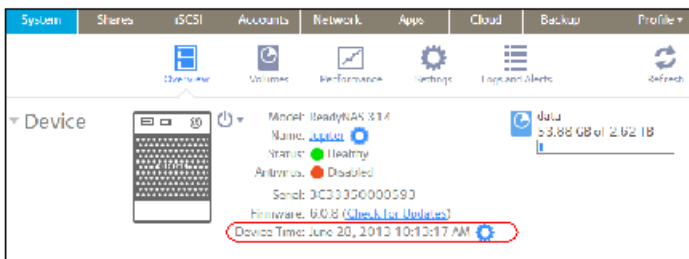 System Shares iSCSI Accounts Network Apps Cloud Backup Profile
Overview Volumes Performance Settings Logs and Alerts Refresh
Device
Model: ReadyNAS 314
Name: Jupiter
Status: Healthy
Antivirus: Disabled
Serial: 3C33350000593
Firmware: 6.0.8 (Check for Updates)
Device Time: June 28, 2013 10:13:17 AM
data
53.88 GB of 2.62 TB